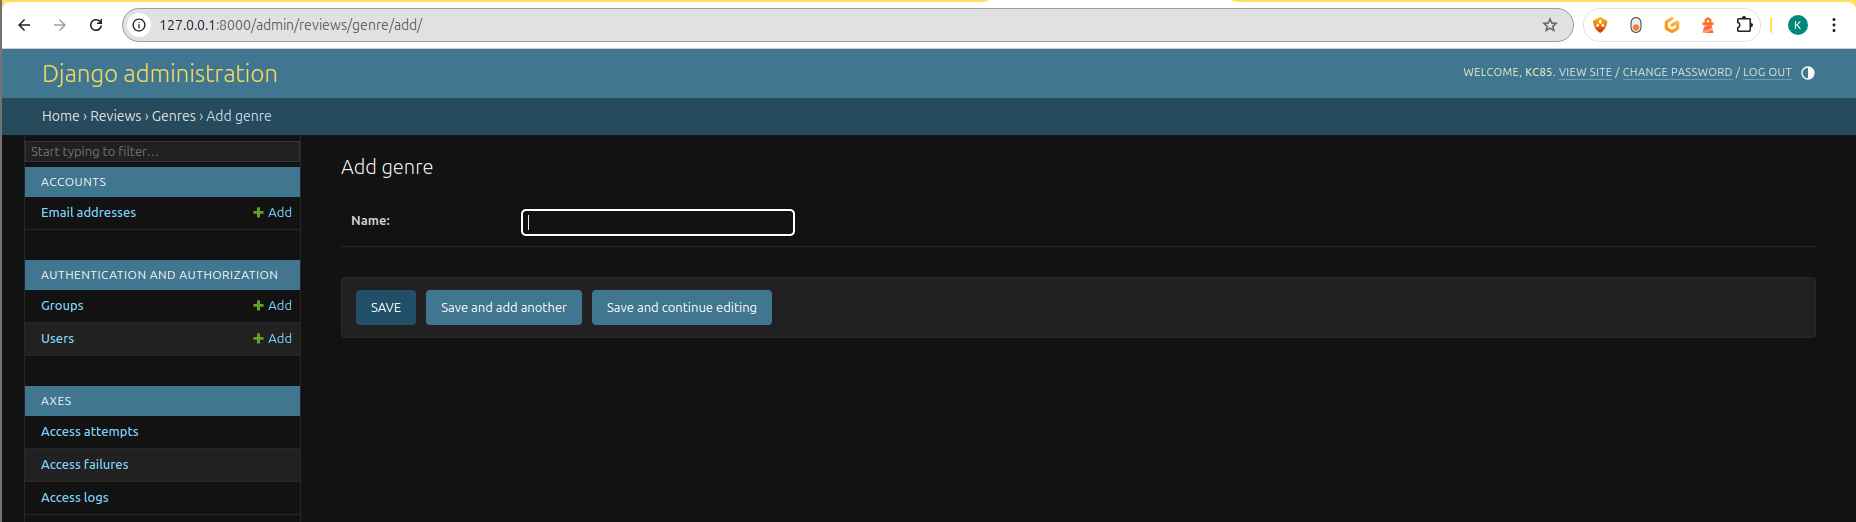 127.0.0.1:8000/admin/reviews/genre/add/
K
Django administration
WELCOME, KC85. VIEW SITE / CHANGE PASSWORD / LOG OUT
Home › Reviews › Genres › Add genre
Start typing to filter...
ACCOUNTS
Email addresses
Add
AUTHENTICATION AND AUTHORIZATION
Groups
Add
Users
Add
AXES
Access attempts
Access failures
Access logs
Add genre
Name:
SAVE
Save and add another
Save and continue editing